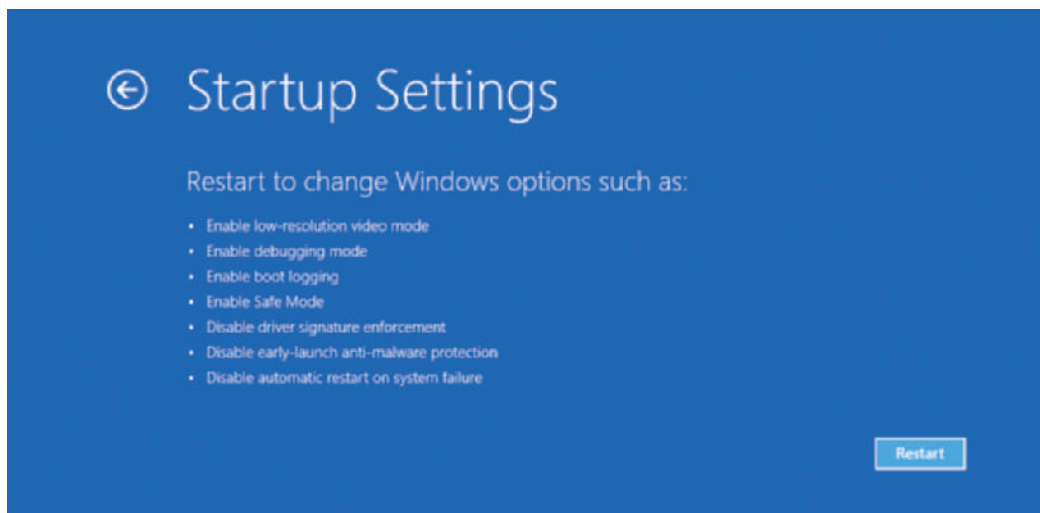 Startup Settings
Restart to change Windows options such as:
• Enable low-resolution video mode
• Enable debugging mode
• Enable boot logging
• Enable Safe Mode
• Disable driver signature enforcement
• Disable early-launch anti-malware protection
• Disable automatic restart on system failure
Restart